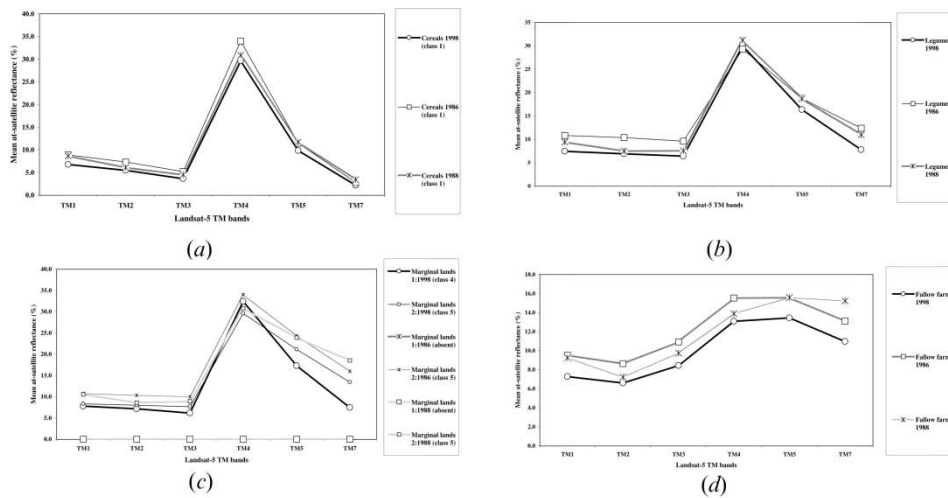 Mean at-satellite reflectance (%)
40.0
35.0
30.0
25.0
20.0
15.0
10.0
5.0
0.0
TM1 TM2 TM3 TM4 TM5 TM7
Landsat-5 TM bands
Cereals 1998
(class 1)
Cereals 1986
(class 1)
Cereals 1988
(class 1)
(a)
Mean at-satellite reflectance (%)
35
30
25
20
15
10
5
0
TM1 TM2 TM3 TM4 TM5 TM7
Landsat-5 TM bands
Legume
1998
Legume
1986
Legume
1988
(b)
Mean at-satellite reflectance (%)
40.0
35.0
30.0
25.0
20.0
15.0
10.0
5.0
0.0
TM1 TM2 TM3 TM4 TM5 TM7
Landsat-5 TM bands
Marginal lands
1:1998 (class 4)
Marginal lands
2:1998 (class 5)
Marginal lands
1:1986 (absent)
Marginal lands
2:1986 (class 5)
Marginal lands
1:1988 (absent)
Marginal lands
2:1988 (class 5)
(c)
Mean at-satellite reflectance (%)
18.0
16.0
14.0
12.0
10.0
8.0
6.0
4.0
2.0
0.0
TM1 TM2 TM3 TM4 TM5 TM7
Landsat-5 TM bands
Fallow farm
1998
Fallow farm
1986
Fallow farm
1988
(d)